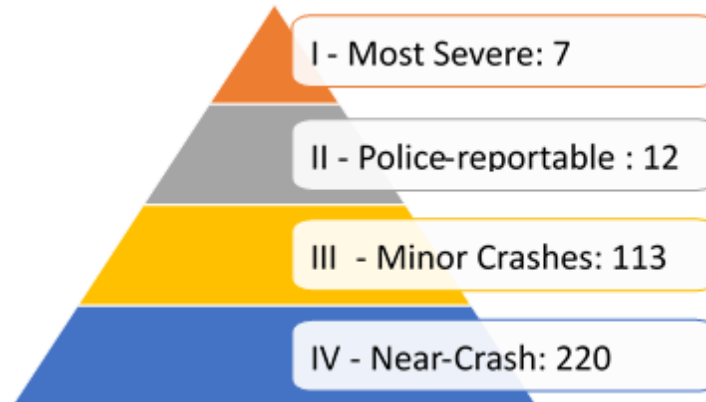 I - Most Severe: 7
II - Police-reportable : 12
III - Minor Crashes: 113
IV - Near-Crash: 220